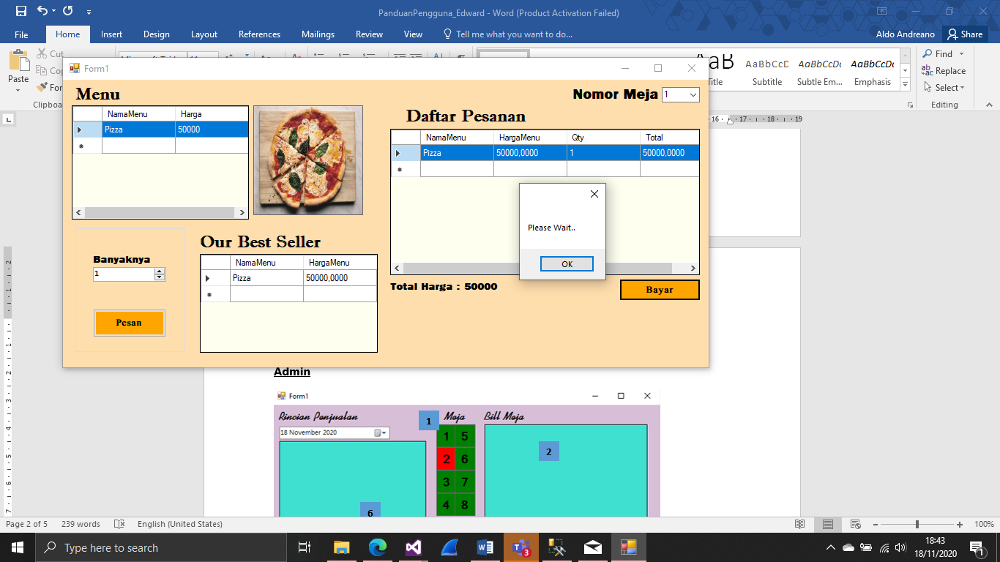 PanduanPengguna_Edward - Word (Product Activation Failed)
File Home Insert Design Layout References Mailings Review View Tell me what you want to do... Aldo Andreano Share
Paste
Cut
Clipboa
Title
AaBbCcD Subtitle
AaBbCcDc Subtle Em...
AaBbCcDc Emphasis
Find
Replace
Select
Editing
Form1
Menu
NamaMenu Harga
Pizza 50000
Nomor Meja 1
Daftar Pesanan
NamaMenu HargaMenu Qty Total
Pizza 50000,0000 1 50000,0000
Please Wait..
OK
Total Harga : 50000
Bayar
Banyaknya
1
Pesan
Our Best Seller
NamaMenu HargaMenu
Pizza 50000,0000
16 17 18 19
Admin
Form1
Rincian Penjualan
18 November 2020
6
1
Meja
1 5
2 6
3 7
4 8
Bill Meja
2
Page 2 of 5 239 words English (United States) 100%
Type here to search
3
18:43
18/11/2020
1